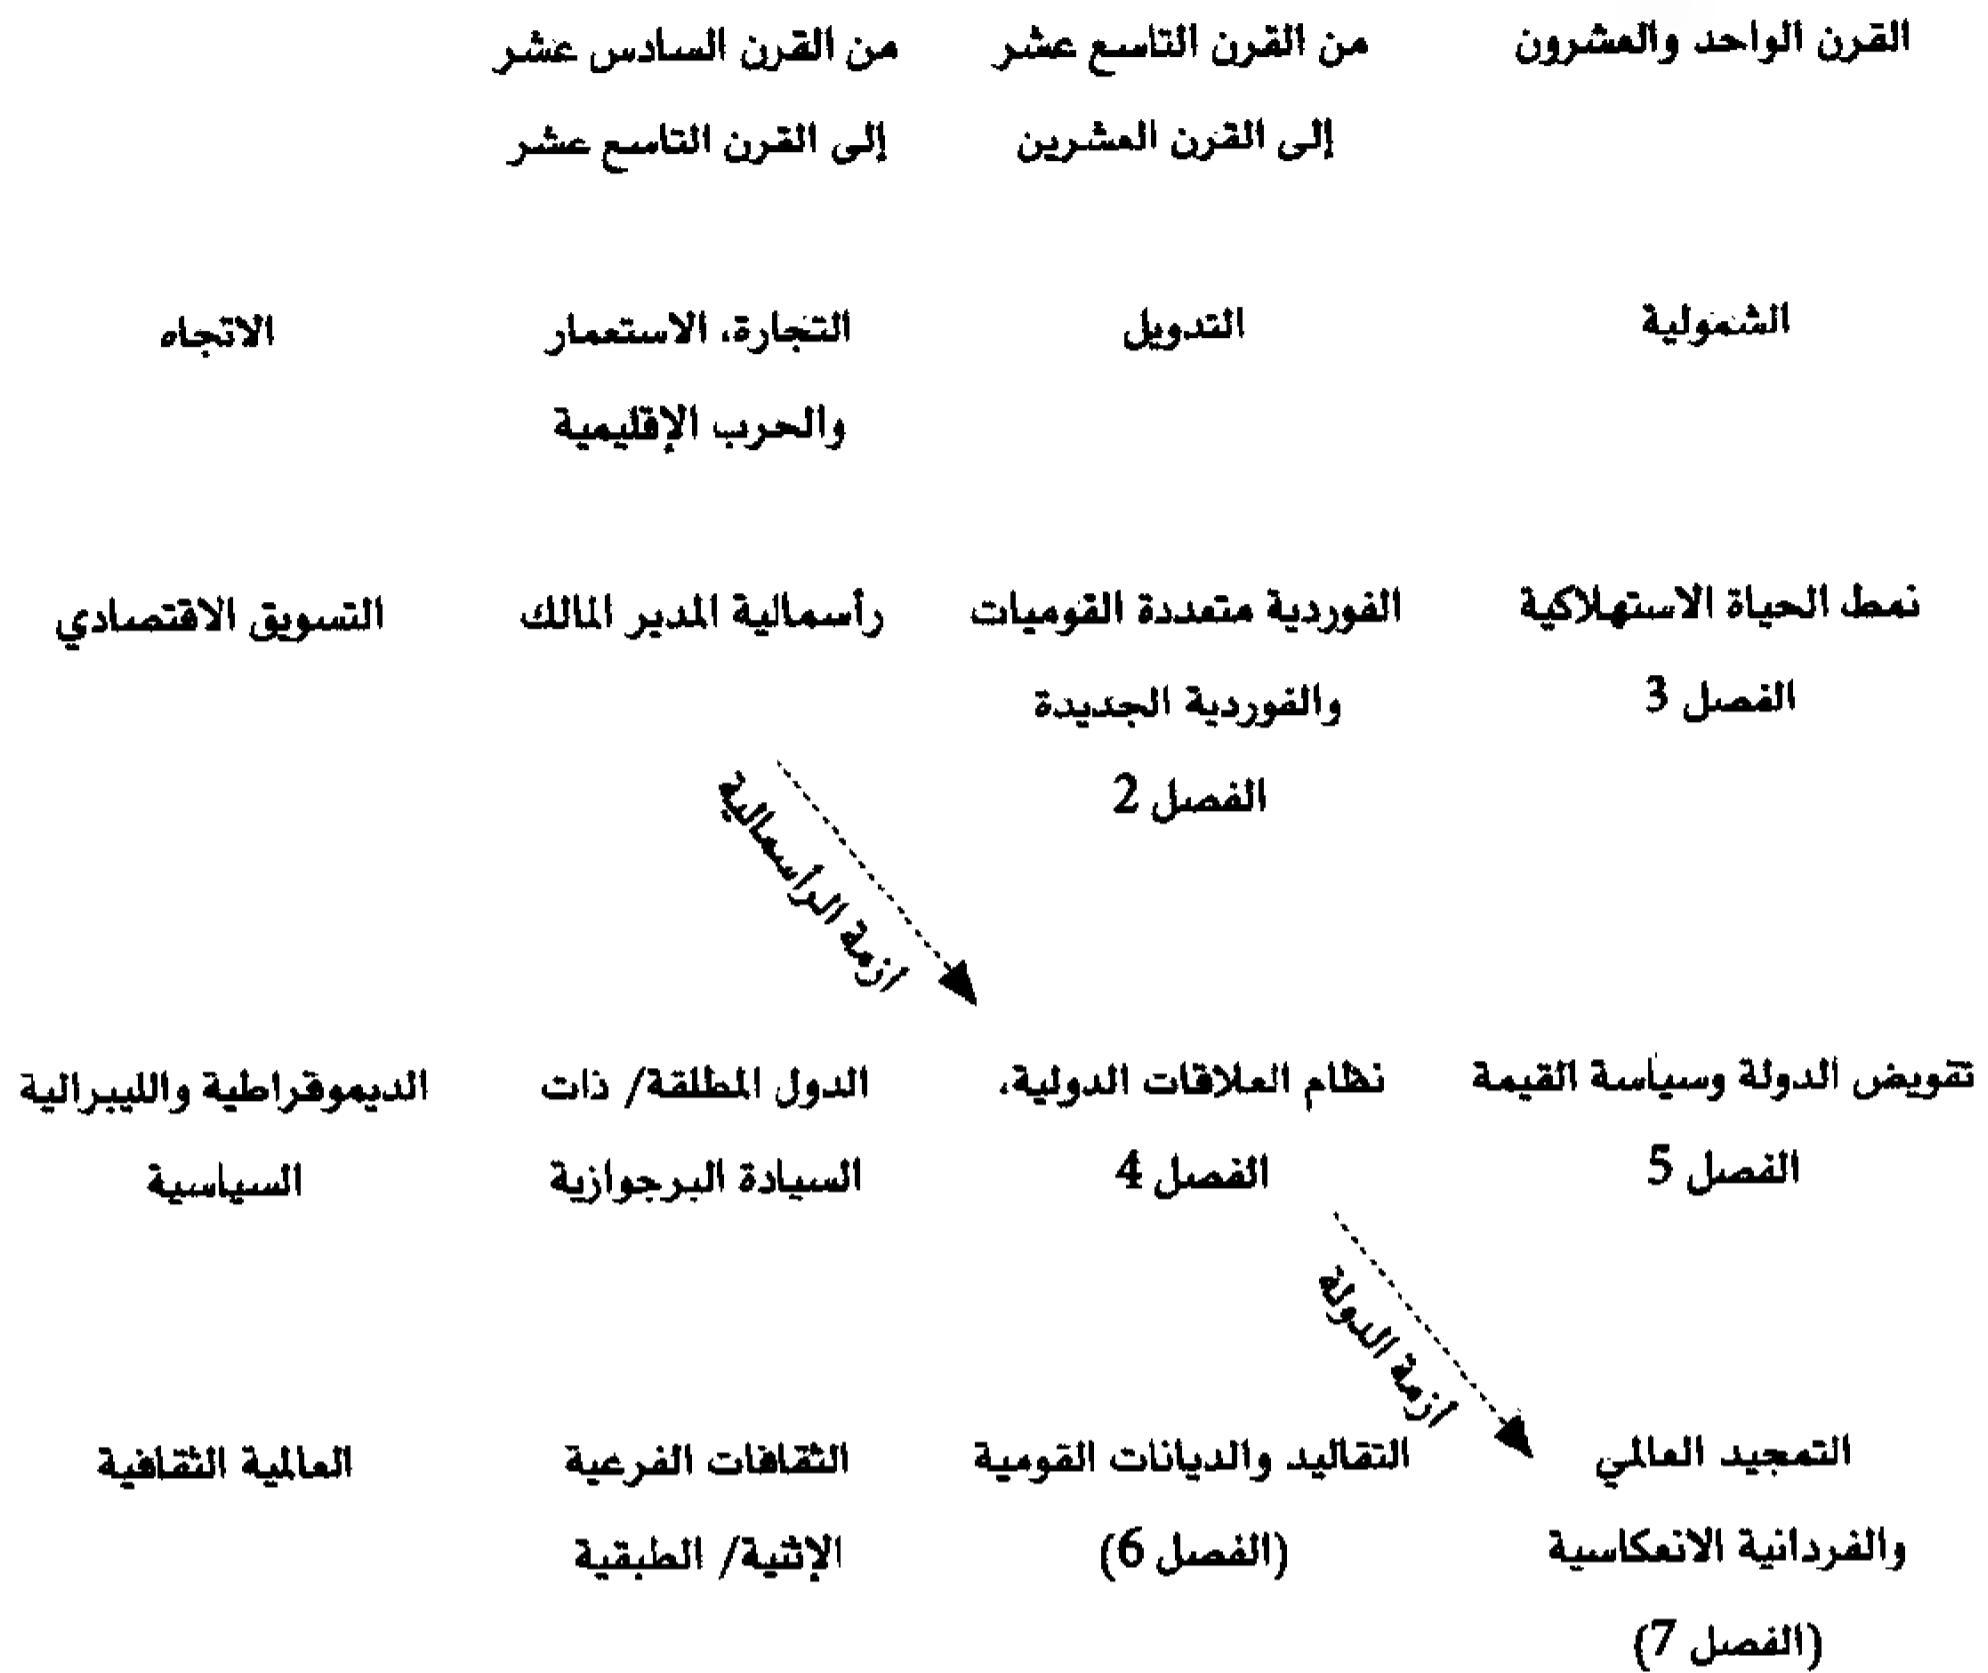 القرن الواحد والعشرون
من القرن التاسع عشر
إلى القرن العشرين
من القرن السادس عشر
إلى القرن التاسع عشر
الشمولية
التدويل
التجارة، الاستعمار
والحرب الإقليمية
الاتجاه
نمط الحياة الاستهلاكية
الفصل 3
الفوردية متعددة القوميات
والفوردية الجديدة
الفصل 2
رأسمالية المدير المالك
التسويق الاقتصادي
أزمة الرأسمالية
تقويض الدولة وسياسة القيمة
الفصل 5
نظام العلاقات الدولية،
الفصل 4
الدول المطلقة/ ذات
السيادة البرجوازية
الديموقراطية والليبرالية
السياسية
أزمة الدولة
التمجيد العالمي
والفردانية الانعكاسية
(الفصل 7)
التقاليد والديانات القومية
(الفصل 6)
الثقافات الفرعية
الإثنية/ الطبقية
العالمية الثقافية